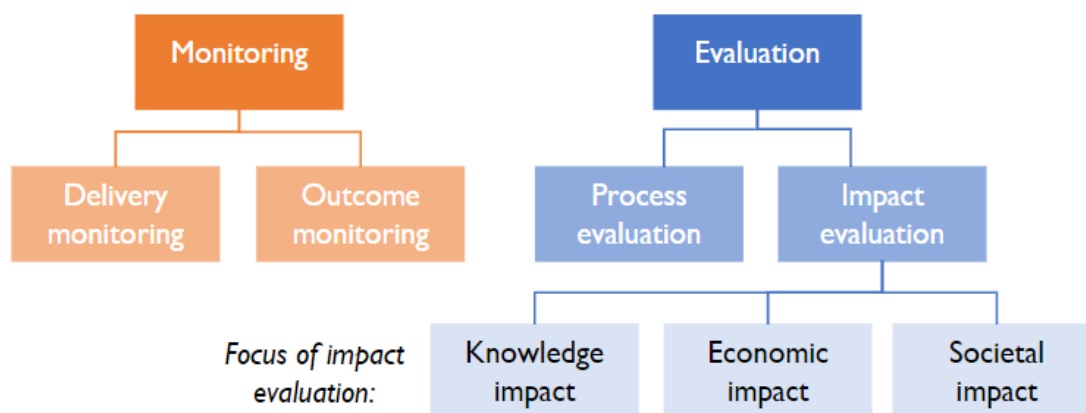 Monitoring
Evaluation
Delivery
monitoring
Outcome
monitoring
Process
evaluation
Impact
evaluation
Focus of impact
evaluation:
Knowledge
impact
Economic
impact
Societal
impact